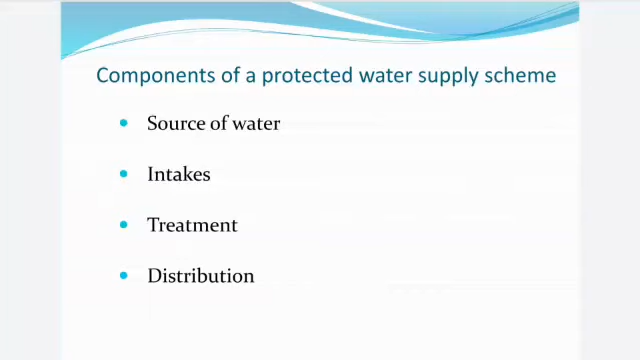 Components of a protected water supply scheme
• Source of water
• Intakes
• Treatment
• Distribution